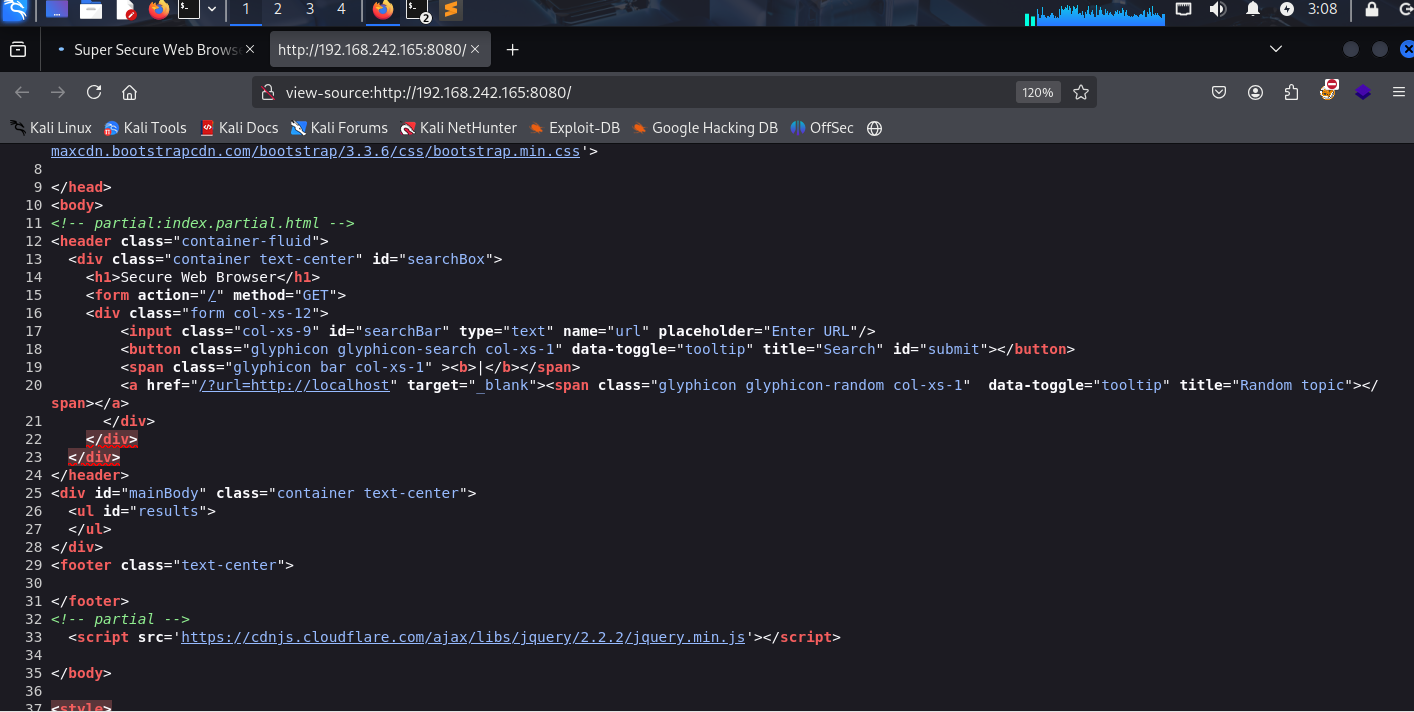 1 2 3 4 2 3:08
Super Secure Web Brows
http://192.168.242.165:8080/
view-source:http://192.168.242.165:8080/ 120%
Kali Linux Kali Tools Kali Docs Kali Forums Kali NetHunter Exploit-DB Google Hacking DB OffSec
maxcdn.bootstrapcdn.com/bootstrap/3.3.6/css/bootstrap.min.css'>
8
9 </head>
10 <body>
11 <!-- partial:index.partial.html -->
12 <header class="container-fluid">
13 <div class="container text-center" id="searchBox">
14 <h1>Secure Web Browser</h1>
15 <form action="/" method="GET">
16 <div class="form col-xs-12">
17 <input class="col-xs-9" id="searchBar" type="text" name="url" placeholder="Enter URL"/>
18 <button class="glyphicon glyphicon-search col-xs-1" data-toggle="tooltip" title="Search" id="submit"></button>
19 <span class="glyphicon bar col-xs-1" ><b>|</b></span>
20 <a href="/?url=http://localhost" target="_blank"><span class="glyphicon glyphicon-random col-xs-1"  data-toggle="tooltip" title="Random topic"></
span></a>
21 </div>
22 </div>
23 </div>
24 </header>
25 <div id="mainBody" class="container text-center">
26 <ul id="results">
27 </ul>
28 </div>
29 <footer class="text-center">
30
31 </footer>
32 <!-- partial -->
33 <script src='https://cdnjs.cloudflare.com/ajax/libs/jquery/2.2.2/jquery.min.js'></script>
34
35 </body>
36
37 <style>